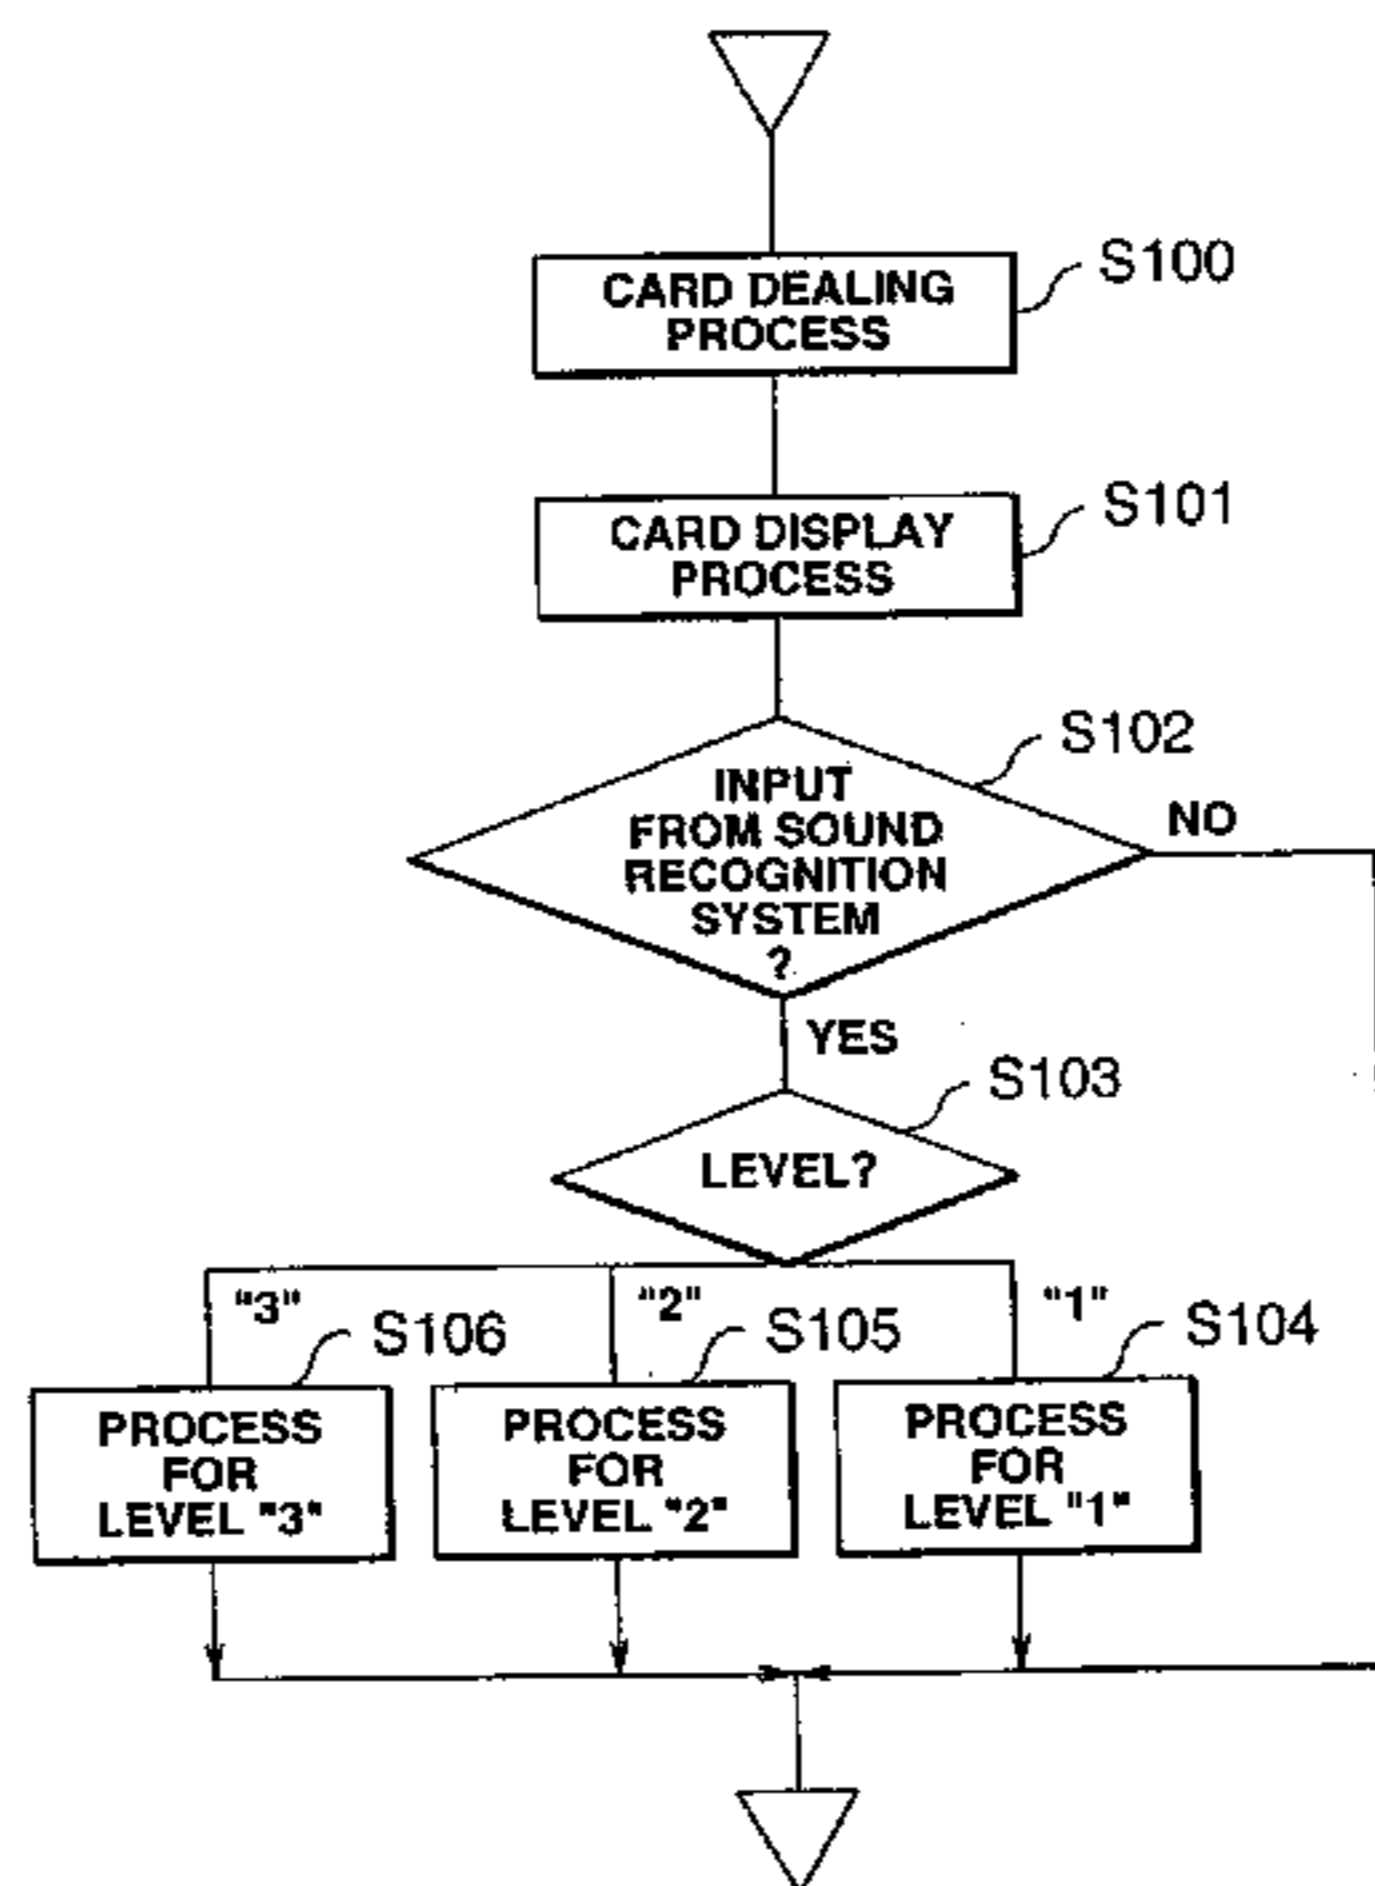 S100
CARD DEALING
PROCESS
S101
CARD DISPLAY
PROCESS
S102
INPUT
FROM SOUND
RECOGNITION
SYSTEM
?
NO
YES
S103
LEVEL?
"3"
"2"
"1"
S106
S105
S104
PROCESS
FOR
LEVEL "3"
PROCESS
FOR
LEVEL "2"
PROCESS
FOR
LEVEL "1"